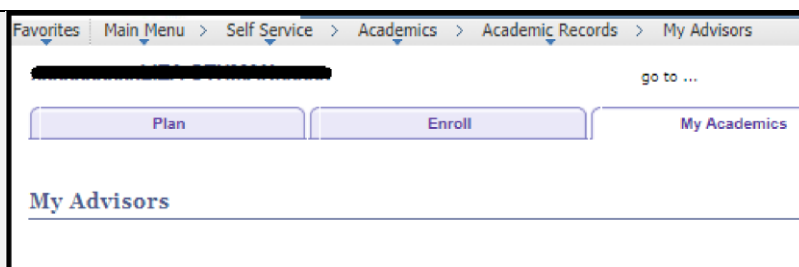 Favorites Main Menu > Self Service > Academics > Academic Records > My Advisors
go to ...
Plan Enroll My Academics
My Advisors